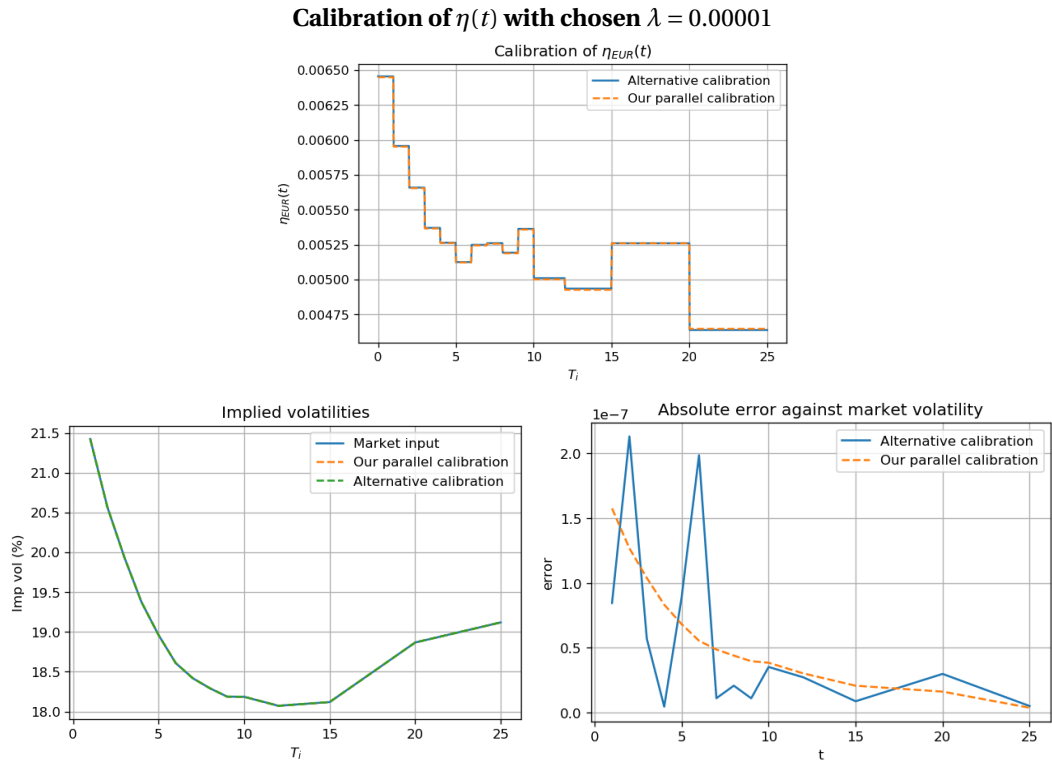 Calibration of η(t) with chosen λ = 0.00001
Calibration of η_EUR(t)
Alternative calibration
Our parallel calibration
0.00650
0.00625
0.00600
0.00575
0.00550
0.00525
0.00500
0.00475
η_EUR(t)
0 5 10 15 20 25
T_i
Implied volatilities
Market input
Our parallel calibration
Alternative calibration
21.5
21.0
20.5
20.0
19.5
19.0
18.5
18.0
Imp vol (%)
0 5 10 15 20 25
T_i
Absolute error against market volatility
1e-7
Alternative calibration
Our parallel calibration
2.0
1.5
1.0
0.5
0.0
error
0 5 10 15 20 25
t